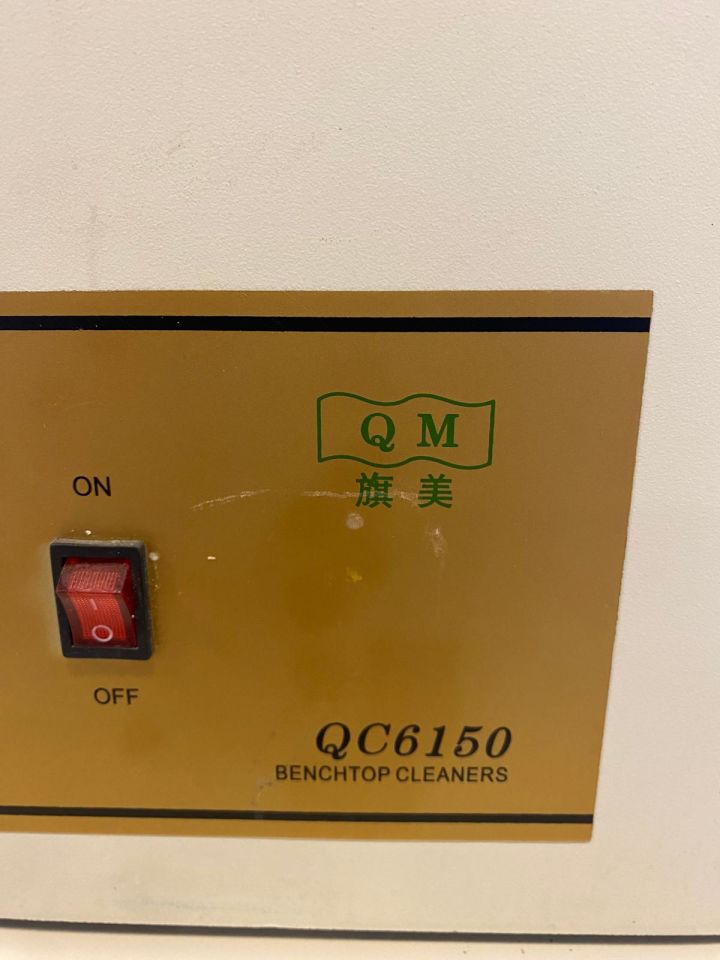 Q M
旗美
ON
OFF
QC6150
BENCHTOP CLEANERS